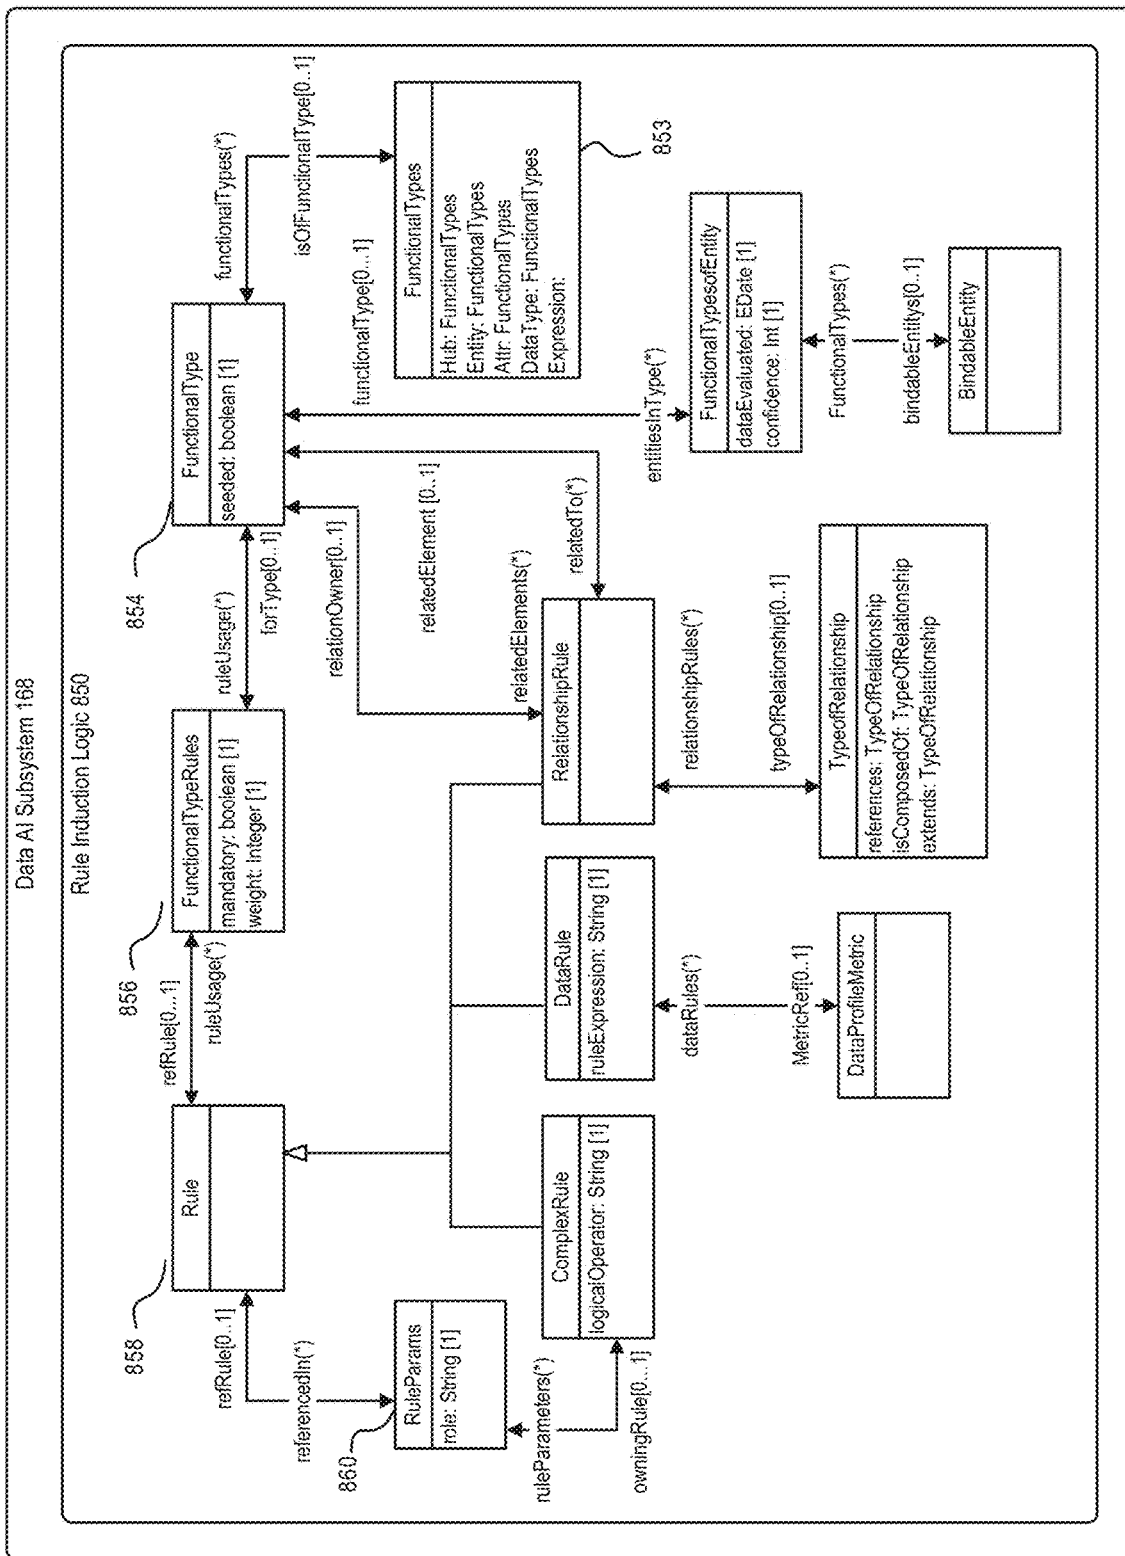 Data AI Subsystem 168
Rule Induction Logic 850
858
Rule
refRule[0..1]
referencedIn(*)
860
RuleParams
role: String [1]
ruleParameters(*)
owningRule[0...1]
refRule[0...1]
ruleUsage(*)
856
FunctionalTypeRules
mandatory: boolean [1]
weight: Integer [1]
ruleUsage(*)
forType[0..1]
854
FunctionalType
seeded: boolean [1]
functionalTypes(*)
isOfFunctionalType[0..1]
FunctionalTypes
Hub: FunctionalTypes
Entity: FunctionalTypes
Attr: FunctionalTypes
DataType: FunctionalTypes
Expression:
853
relationOwner[0..1]
relatedElement [0..1]
functionalType[0...1]
relatedElements(*)
relatedTo(*)
entitiesInType(*)
ComplexRule
logicalOperator: String [1]
DataRule
ruleExpression: String [1]
RelationshipRule
FunctionalTypesofEntity
dataEvaluated: EDate [1]
confidence: Int [1]
dataRules(*)
MetricRef[0..1]
relationshipRules(*)
typeOfRelationship[0..1]
FunctionalTypes(*)
bindableEntitys[0..1]
DataProfileMetric
TypeofRelationship
references: TypeOfRelationship
isComposedOf: TypeOfRelationship
extends: TypeOfRelationship
BindableEntity